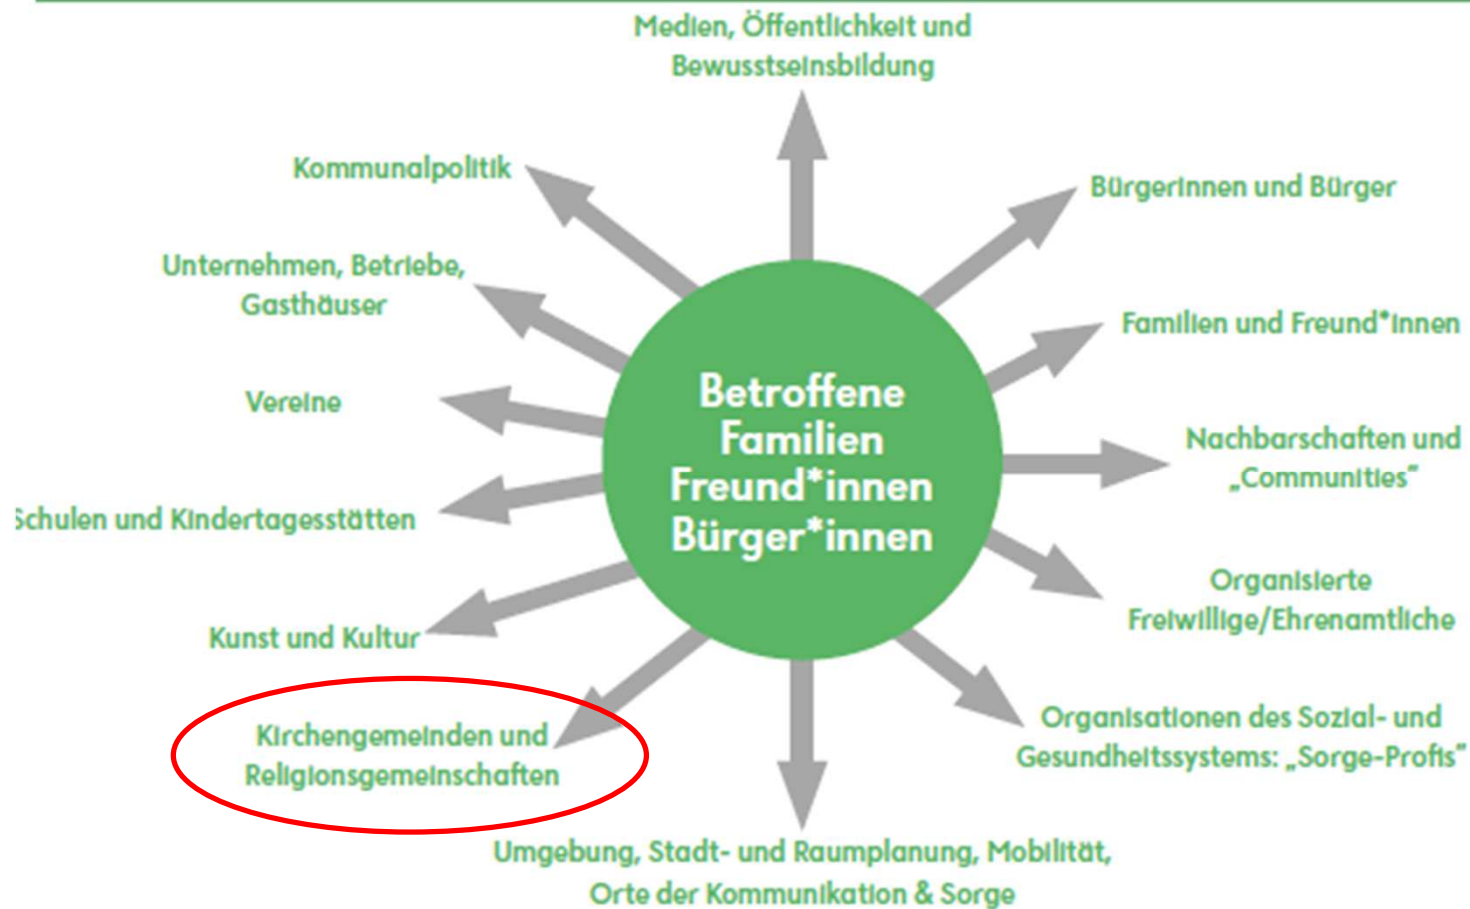 Medien, Öffentlichkeit und
Bewusstseinsbildung
Kommunalpolitik
Bürgerinnen und Bürger
Unternehmen, Betriebe,
Gasthäuser
Familien und Freund*innen
Vereine
Betroffene
Familien
Freund*innen
Bürger*innen
Nachbarschaften und
„Communities“
Schulen und Kindertagesstätten
Organisierte
Freiwillige/Ehrenamtliche
Kunst und Kultur
Kirchengemeinden und
Religionsgemeinschaften
Organisationen des Sozial- und
Gesundheitssystems: „Sorge-Profis“
Umgebung, Stadt- und Raumplanung, Mobilität,
Orte der Kommunikation & Sorge